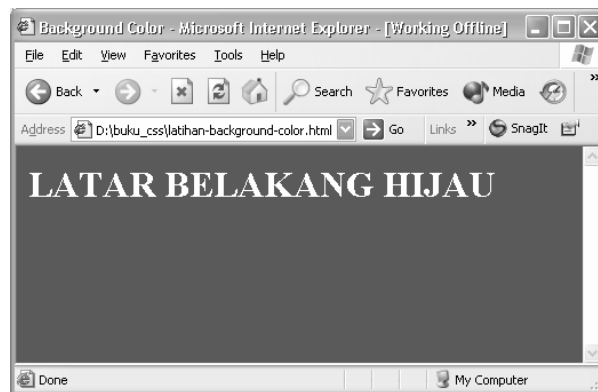 Background Color - Microsoft Internet Explorer - [Working Offline]
File Edit View Favorites Tools Help
Back Search Favorites Media »
Address D:\buku_css\latihan-background-color.html Go Links » SnagIt
LATAR BELAKANG HIJAU
Done My Computer